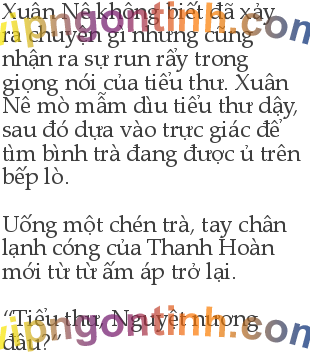 Xuân Nê không biết đã xảy
ra chuyện gì nhưng cũng
nhận ra sự run rẩy trong
giọng nói của tiểu thư. Xuân
Nê mò mẫm dìu tiểu thư dậy,
sau đó dựa vào trực giác để
tìm bình trà đang được ủ trên
bếp lò.
Uống một chén trà, tay chân
lạnh cóng của Thanh Hoàn
mới từ từ ấm áp trở lại.
“Tiểu thư, Nguyệt nương
đâu?”
vipngontinh.com
vipngontinh.com